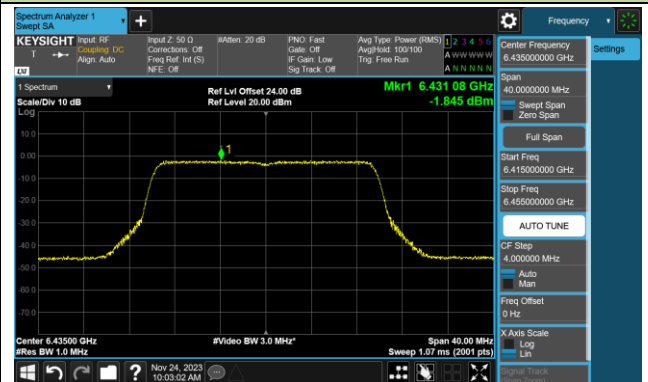 Spectrum Analyzer 1
Swept SA
+
Frequency
KEYSIGHT
T
Input: RF
Coupling: DC
Align: Auto
Input Z: 50 Ω
Corrections: Off
Freq Ref: Int (S)
NFE: Off
#Atten: 20 dB
PNO: Fast
Gate: Off
IF Gain: Low
Sig Track: Off
Avg Type: Power (RMS)
Avg|Hold: 100/100
Trig: Free Run
1 2 3 4 5 6
A W W W W W
A N N N N N
LXI
1 Spectrum
Scale/Div 10 dB
Ref Lvl Offset 24.00 dB
Ref Level 20.00 dBm
Mkr1 6.431 08 GHz
-1.845 dBm
Log
10.0
0.00
-10.0
-20.0
-30.0
-40.0
-50.0
-60.0
-70.0
1
Center 6.43500 GHz
#Res BW 1.0 MHz
#Video BW 3.0 MHz*
Span 40.00 MHz
Sweep 1.07 ms (2001 pts)
Nov 24, 2023
10:03:02 AM
?
Center Frequency
6.435000000 GHz
Settings
Span
40.0000000 MHz
Swept Span
Zero Span
Full Span
Start Freq
6.415000000 GHz
Stop Freq
6.455000000 GHz
AUTO TUNE
CF Step
4.000000 MHz
Auto
Man
Freq Offset
0 Hz
X Axis Scale
Log
Lin
Signal Track